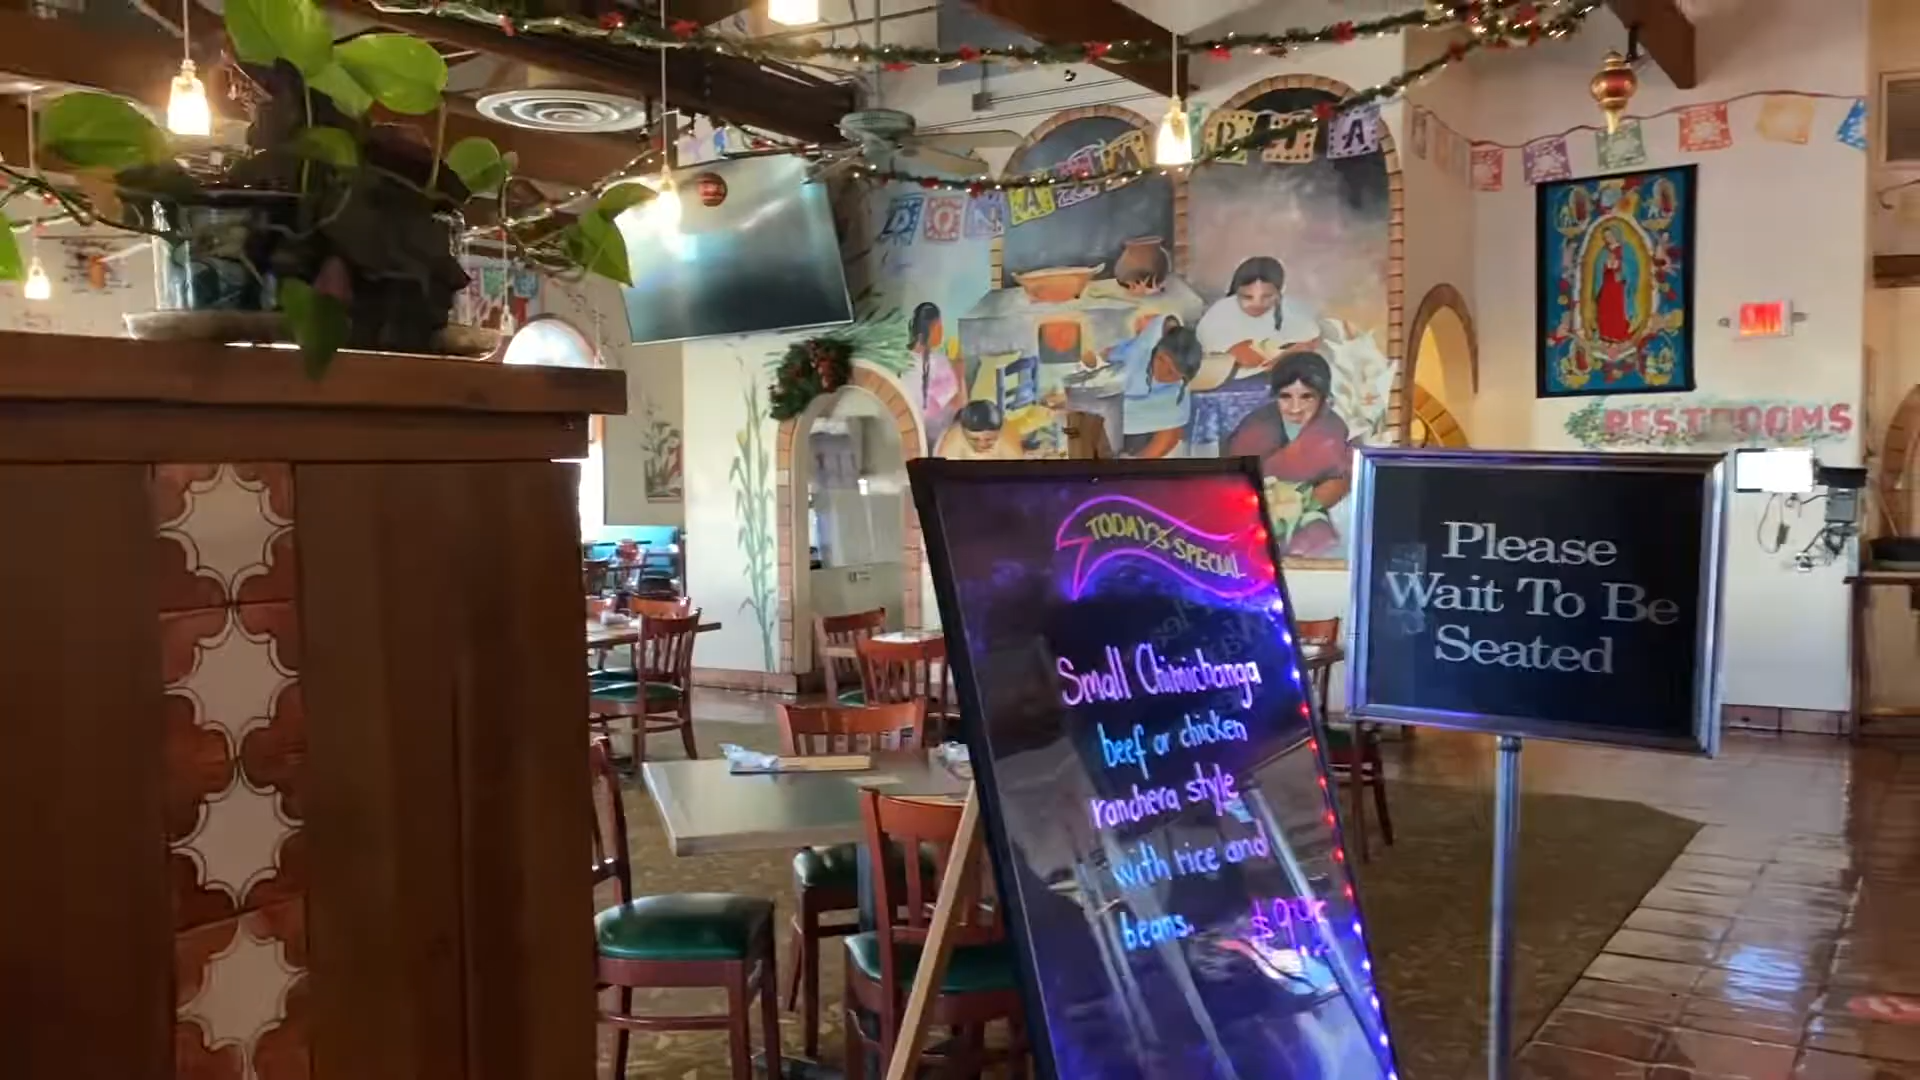 DOÑA
RESTROOMS
TODAY'S SPECIAL
Small Chimichanga
beef or chicken
ranchera style
with rice and
beans.
Please
Wait To Be
Seated